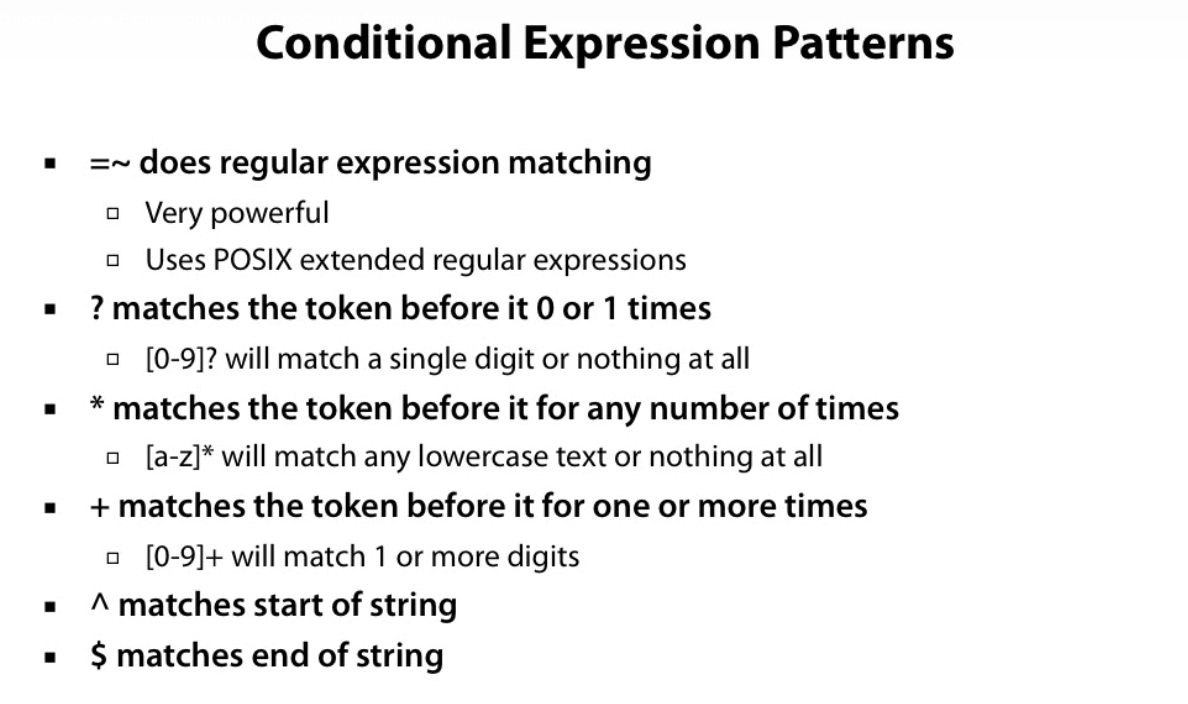 Conditional Expression Patterns
▪ =~ does regular expression matching
▫ Very powerful
▫ Uses POSIX extended regular expressions
▪ ? matches the token before it 0 or 1 times
▫ [0-9]? will match a single digit or nothing at all
▪ * matches the token before it for any number of times
▫ [a-z]* will match any lowercase text or nothing at all
▪ + matches the token before it for one or more times
▫ [0-9]+ will match 1 or more digits
▪ ^ matches start of string
▪ $ matches end of string